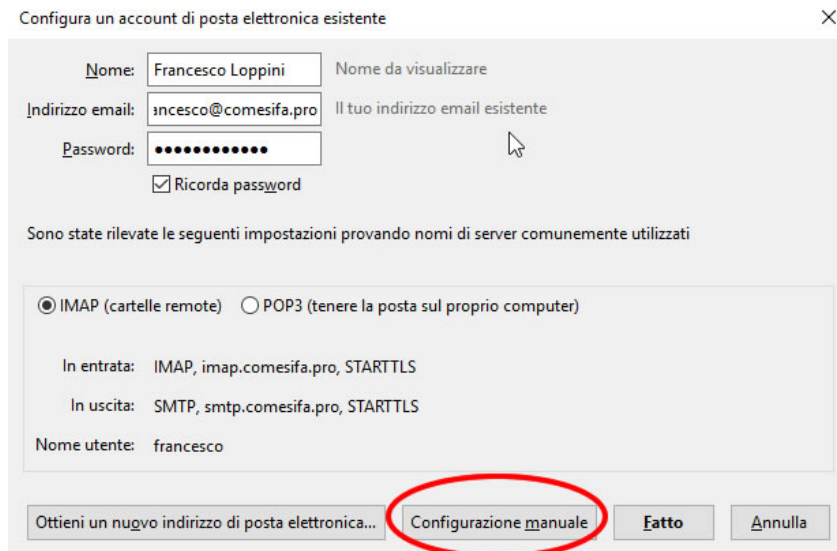 Configura un account di posta elettronica esistente
Nome: Francesco Loppini Nome da visualizzare
Indirizzo email: ancesco@comesifa.pro Il tuo indirizzo email esistente
Password: ●●●●●●●●●●●●
Ricorda password
Sono state rilevate le seguenti impostazioni provando nomi di server comunemente utilizzati
IMAP (cartelle remote) POP3 (tenere la posta sul proprio computer)
In entrata: IMAP, imap.comesifa.pro, STARTTLS
In uscita: SMTP, smtp.comesifa.pro, STARTTLS
Nome utente: francesco
Ottieni un nuovo indirizzo di posta elettronica... Configurazione manuale Fatto Annulla